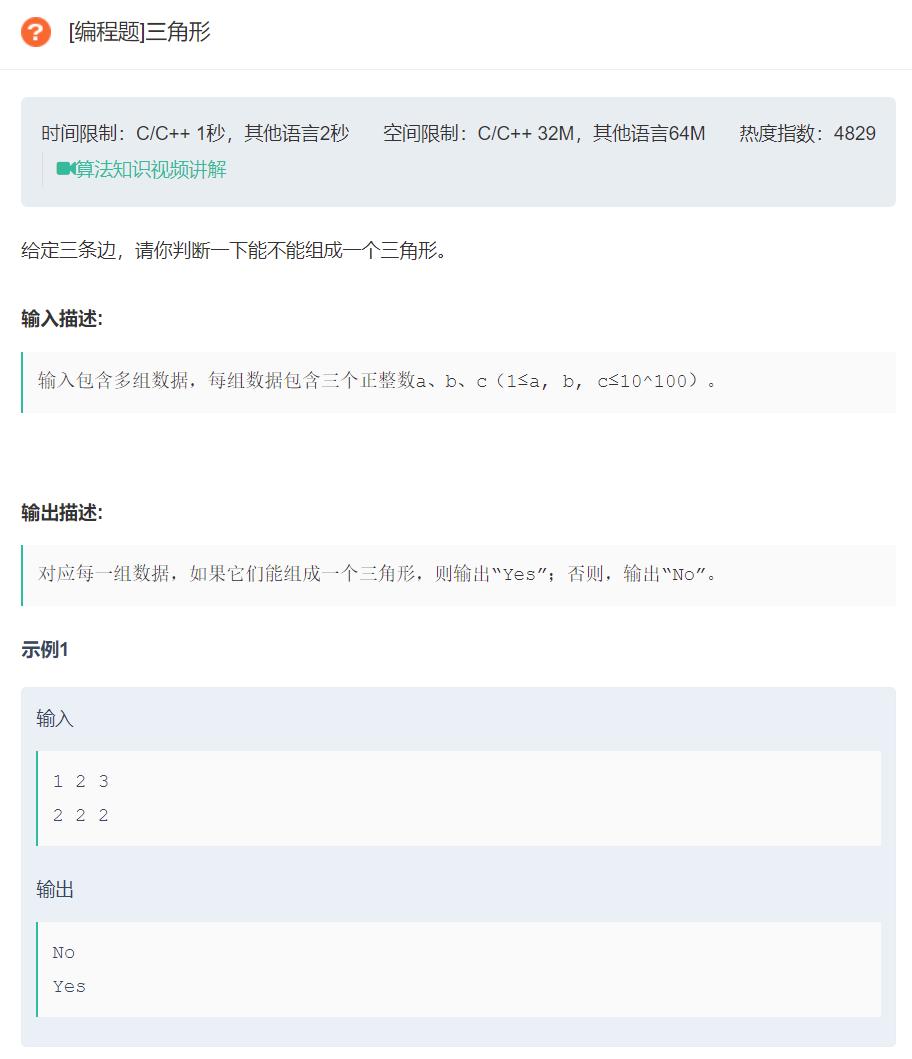 [编程题]三角形
时间限制：C/C++ 1秒，其他语言2秒 空间限制：C/C++ 32M，其他语言64M 热度指数：4829
算法知识视频讲解
给定三条边，请你判断一下能不能组成一个三角形。
输入描述:
输入包含多组数据，每组数据包含三个正整数a、b、c（1≤a, b, c≤10^100）。
输出描述:
对应每一组数据，如果它们能组成一个三角形，则输出“Yes”；否则，输出“No”。
示例1
输入
1 2 3
2 2 2
输出
No
Yes